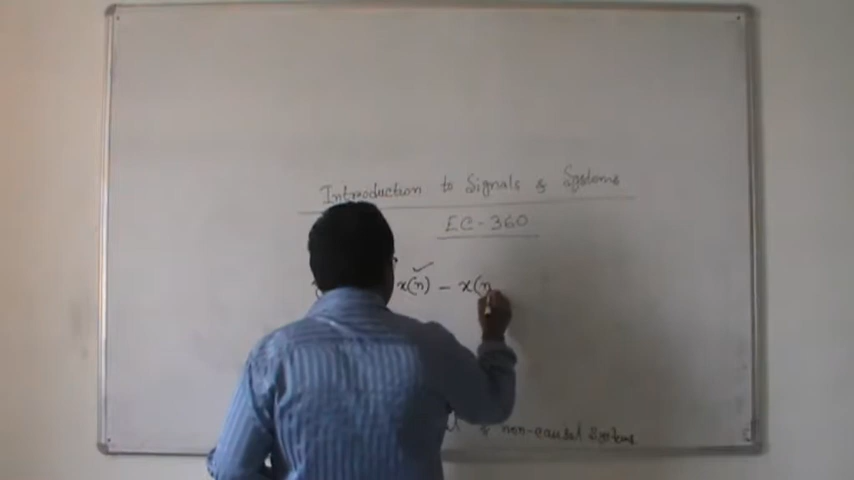 Introduction to Signals & Systems
EC-360
x(n) - x(n
& non-causal Systems